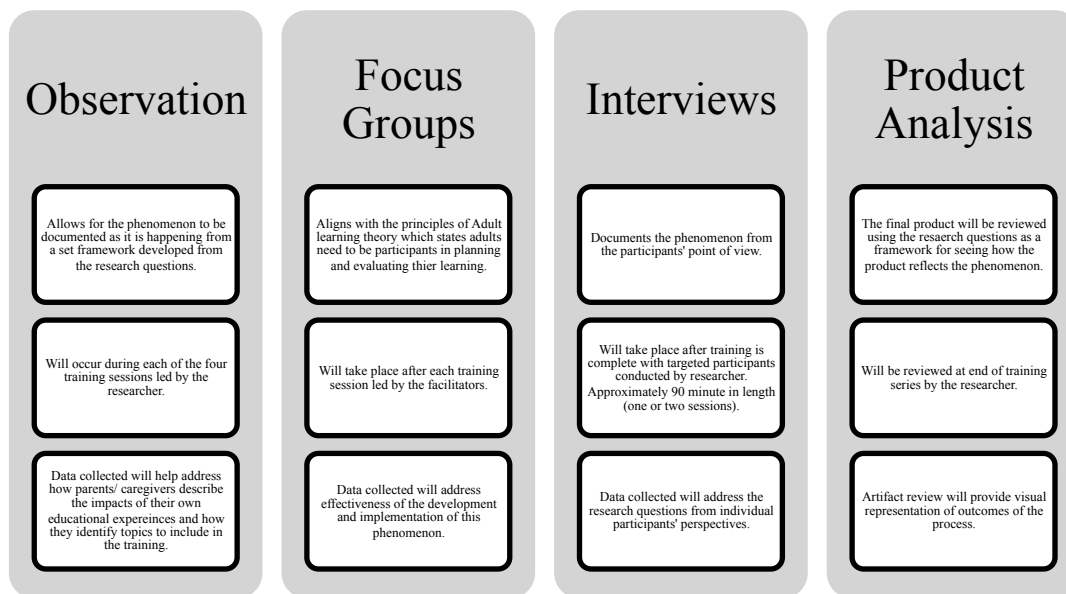 Observation
Allows for the phenomenon to be
documented as it is happening from
a set framework developed from
the research questions.
Will occur during each of the four
training sessions led by the
researcher.
Data collected will help address
how parents/ caregivers describe
the impacts of their own
educational expereinces and how
they identify topics to include in
the training.
Focus
Groups
Aligns with the principles of Adult
learning theory which states adults
need to be participants in planning
and evaluating thier learning.
Will take place after each training
session led by the facilitators.
Data collected will address
effectiveness of the development
and implementation of this
phenomenon.
Interviews
Documents the phenomenon from
the participants' point of view.
Will take place after training is
complete with targeted participants
conducted by researcher.
Approximately 90 minute in length
(one or two sessions).
Data collected will address the
research questions from individual
participants' perspectives.
Product
Analysis
The final product will be reviewed
using the resaerch questions as a
framework for seeing how the
product reflects the phenomenon.
Will be reviewed at end of training
series by the researcher.
Artifact review will provide visual
representation of outcomes of the
process.